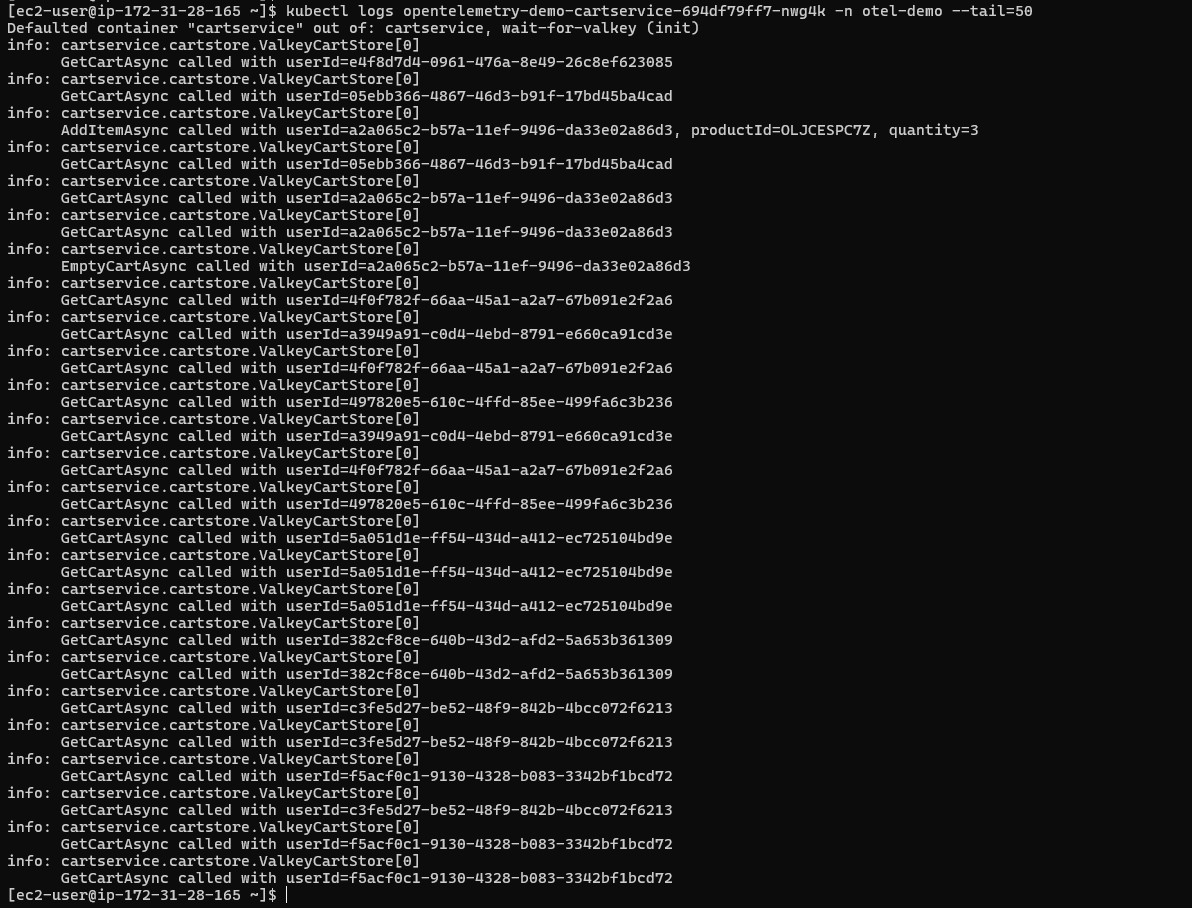 [ec2-user@ip-172-31-28-165 ~]$ kubectl logs opentelemetry-demo-cartservice-694df79ff7-nwg4k -n otel-demo --tail=50
Defaulted container "cartservice" out of: cartservice, wait-for-valkey (init)
info: cartservice.cartstore.ValkeyCartStore[0]
      GetCartAsync called with userId=e4f8d7d4-0961-476a-8e49-26c8ef623085
info: cartservice.cartstore.ValkeyCartStore[0]
      GetCartAsync called with userId=05ebb366-4867-46d3-b91f-17bd45ba4cad
info: cartservice.cartstore.ValkeyCartStore[0]
      AddItemAsync called with userId=a2a065c2-b57a-11ef-9496-da33e02a86d3, productId=OLJCESPC7Z, quantity=3
info: cartservice.cartstore.ValkeyCartStore[0]
      GetCartAsync called with userId=05ebb366-4867-46d3-b91f-17bd45ba4cad
info: cartservice.cartstore.ValkeyCartStore[0]
      GetCartAsync called with userId=a2a065c2-b57a-11ef-9496-da33e02a86d3
info: cartservice.cartstore.ValkeyCartStore[0]
      GetCartAsync called with userId=a2a065c2-b57a-11ef-9496-da33e02a86d3
info: cartservice.cartstore.ValkeyCartStore[0]
      EmptyCartAsync called with userId=a2a065c2-b57a-11ef-9496-da33e02a86d3
info: cartservice.cartstore.ValkeyCartStore[0]
      GetCartAsync called with userId=4f0f782f-66aa-45a1-a2a7-67b091e2f2a6
info: cartservice.cartstore.ValkeyCartStore[0]
      GetCartAsync called with userId=a3949a91-c0d4-4ebd-8791-e660ca91cd3e
info: cartservice.cartstore.ValkeyCartStore[0]
      GetCartAsync called with userId=4f0f782f-66aa-45a1-a2a7-67b091e2f2a6
info: cartservice.cartstore.ValkeyCartStore[0]
      GetCartAsync called with userId=497820e5-610c-4ffd-85ee-499fa6c3b236
info: cartservice.cartstore.ValkeyCartStore[0]
      GetCartAsync called with userId=a3949a91-c0d4-4ebd-8791-e660ca91cd3e
info: cartservice.cartstore.ValkeyCartStore[0]
      GetCartAsync called with userId=4f0f782f-66aa-45a1-a2a7-67b091e2f2a6
info: cartservice.cartstore.ValkeyCartStore[0]
      GetCartAsync called with userId=497820e5-610c-4ffd-85ee-499fa6c3b236
info: cartservice.cartstore.ValkeyCartStore[0]
      GetCartAsync called with userId=5a051d1e-ff54-434d-a412-ec725104bd9e
info: cartservice.cartstore.ValkeyCartStore[0]
      GetCartAsync called with userId=5a051d1e-ff54-434d-a412-ec725104bd9e
info: cartservice.cartstore.ValkeyCartStore[0]
      GetCartAsync called with userId=5a051d1e-ff54-434d-a412-ec725104bd9e
info: cartservice.cartstore.ValkeyCartStore[0]
      GetCartAsync called with userId=382cf8ce-640b-43d2-afd2-5a653b361309
info: cartservice.cartstore.ValkeyCartStore[0]
      GetCartAsync called with userId=382cf8ce-640b-43d2-afd2-5a653b361309
info: cartservice.cartstore.ValkeyCartStore[0]
      GetCartAsync called with userId=c3fe5d27-be52-48f9-842b-4bcc072f6213
info: cartservice.cartstore.ValkeyCartStore[0]
      GetCartAsync called with userId=c3fe5d27-be52-48f9-842b-4bcc072f6213
info: cartservice.cartstore.ValkeyCartStore[0]
      GetCartAsync called with userId=f5acf0c1-9130-4328-b083-3342bf1bcd72
info: cartservice.cartstore.ValkeyCartStore[0]
      GetCartAsync called with userId=c3fe5d27-be52-48f9-842b-4bcc072f6213
info: cartservice.cartstore.ValkeyCartStore[0]
      GetCartAsync called with userId=f5acf0c1-9130-4328-b083-3342bf1bcd72
info: cartservice.cartstore.ValkeyCartStore[0]
      GetCartAsync called with userId=f5acf0c1-9130-4328-b083-3342bf1bcd72
[ec2-user@ip-172-31-28-165 ~]$